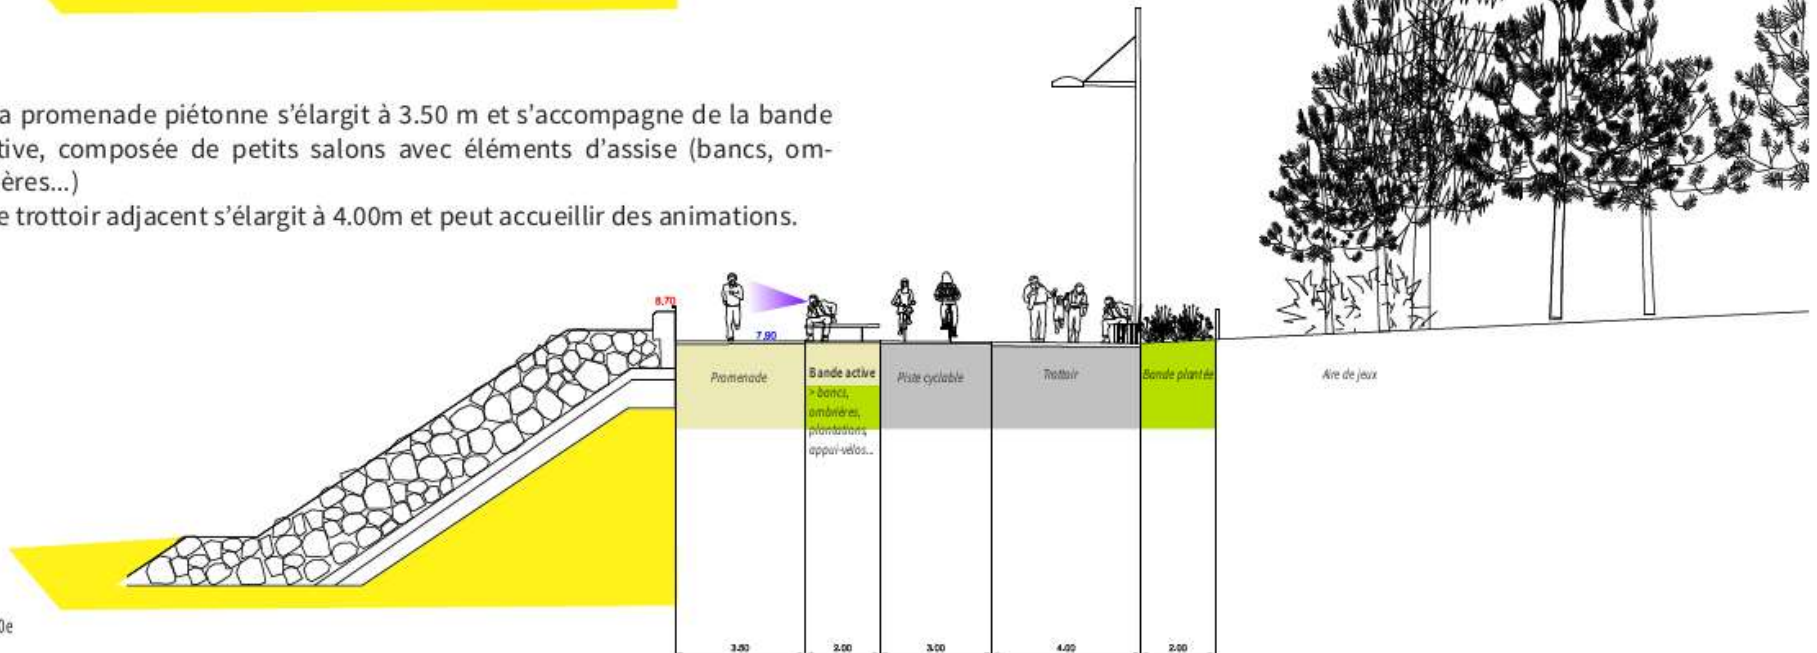 a promenade piétonne s'élargit à 3.50 m et s'accompagne de la bande
tive, composée de petits salons avec éléments d'assise (bancs, om-
ères...)
e trottoir adjacent s'élargit à 4.00m et peut accueillir des animations.
8.70
7.90
Promenade
Bande active
> bancs,
ombrières,
plantations,
appui-vélos...
Piste cyclable
Trottoir
Bande plantée
Aire de jeux
0e
3.50
2.00
3.00
4.00
2.00